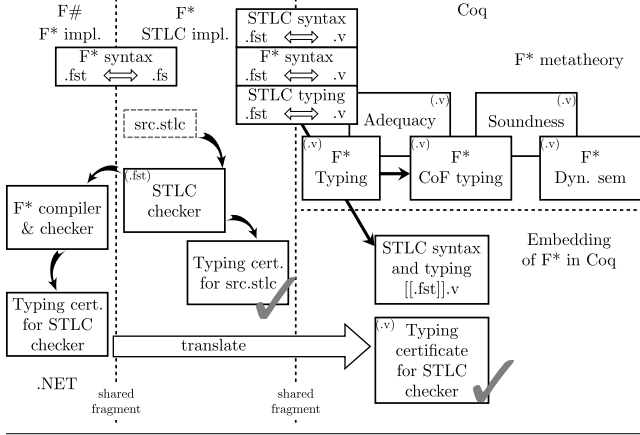 F#
F* impl.
F*
STLC impl.
Coq
STLC syntax
.fst .v
F* syntax
.fst .fs
F* syntax
.fst .v
STLC typing
.fst .v
F* metatheory
src.stlc
(.v)
Adequacy
(.v)
Soundness
(.v)
F*
Typing
(.v)
F*
CoF typing
(.v)
F*
Dyn. sem
(.fst)
STLC
checker
F* compiler
& checker
Typing cert.
for src.stlc
STLC syntax
and typing
[[.fst]].v
Embedding
of F* in Coq
Typing cert.
for STLC
checker
translate
(.v)
Typing
certificate
for STLC
checker
.NET
shared
fragment
shared
fragment